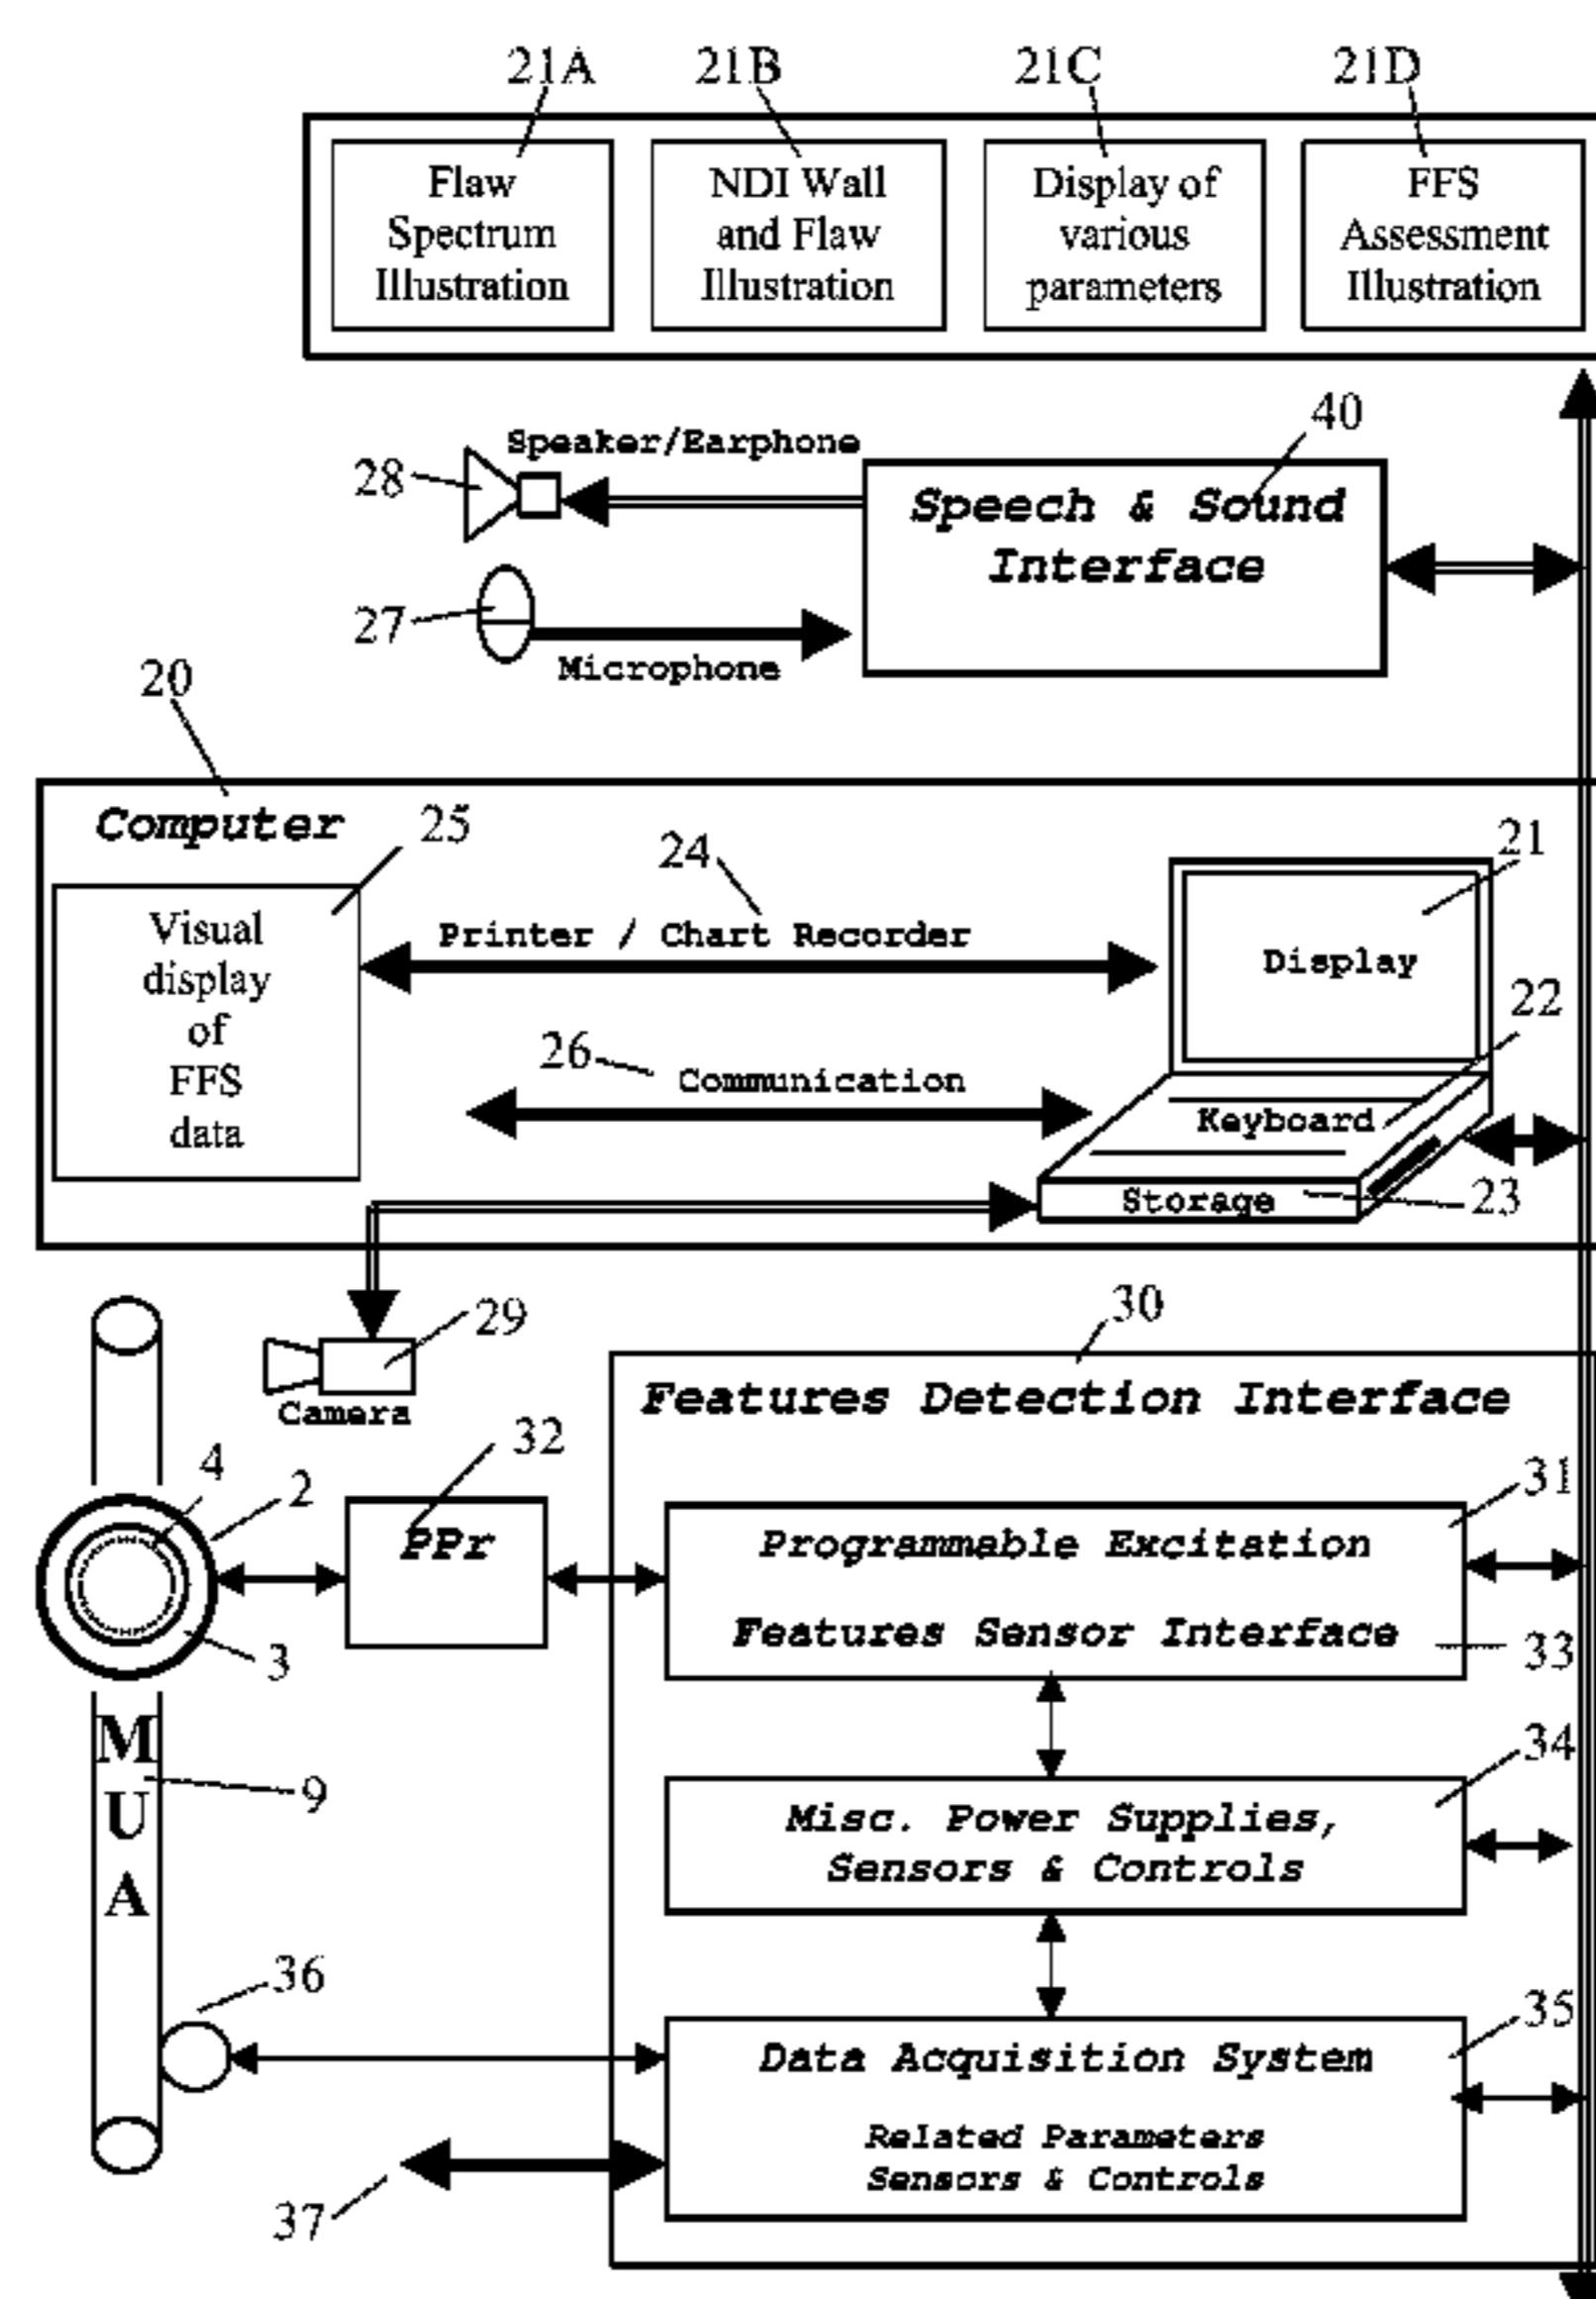 21A 21B 21C 21D
Flaw
Spectrum
Illustration
NDI Wall
and Flaw
Illustration
Display of
various
parameters
FFS
Assessment
Illustration
40
Speaker/Earphone
28
Speech & Sound
Interface
27
Microphone
20
Computer
25
24
21
Visual
display
of
FFS
data
Printer / Chart Recorder
Display
22
26
Communication
Keyboard
Storage
23
29
Camera
30
Features Detection Interface
32
4
2
31
PPr
Programmable Excitation
Features Sensor Interface
33
3
M
U
A
9
34
Misc. Power Supplies,
Sensors & Controls
36
35
Data Acquisition System
Related Parameters
Sensors & Controls
37